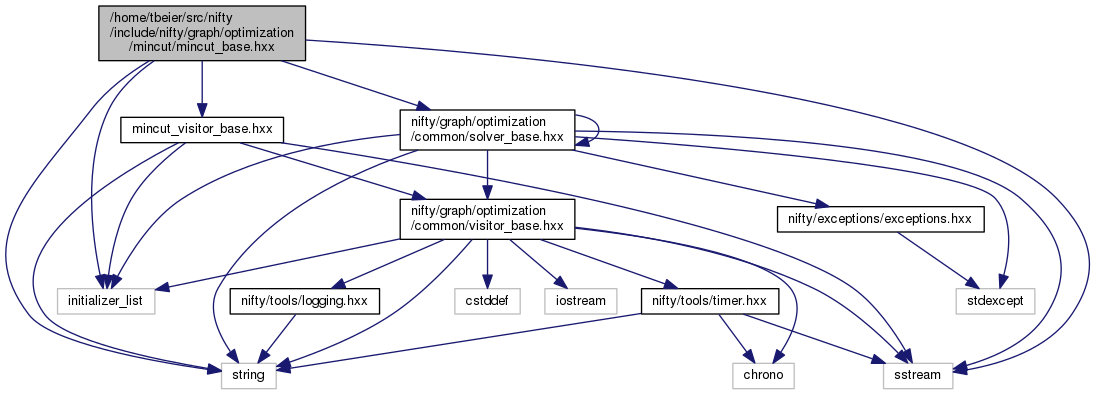 /home/tbeier/src/nifty
/include/nifty/graph/optimization
/mincut/mincut_base.hxx
mincut_visitor_base.hxx
nifty/graph/optimization
/common/solver_base.hxx
nifty/graph/optimization
/common/visitor_base.hxx
nifty/exceptions/exceptions.hxx
initializer_list
nifty/tools/logging.hxx
cstddef
iostream
nifty/tools/timer.hxx
stdexcept
string
chrono
sstream